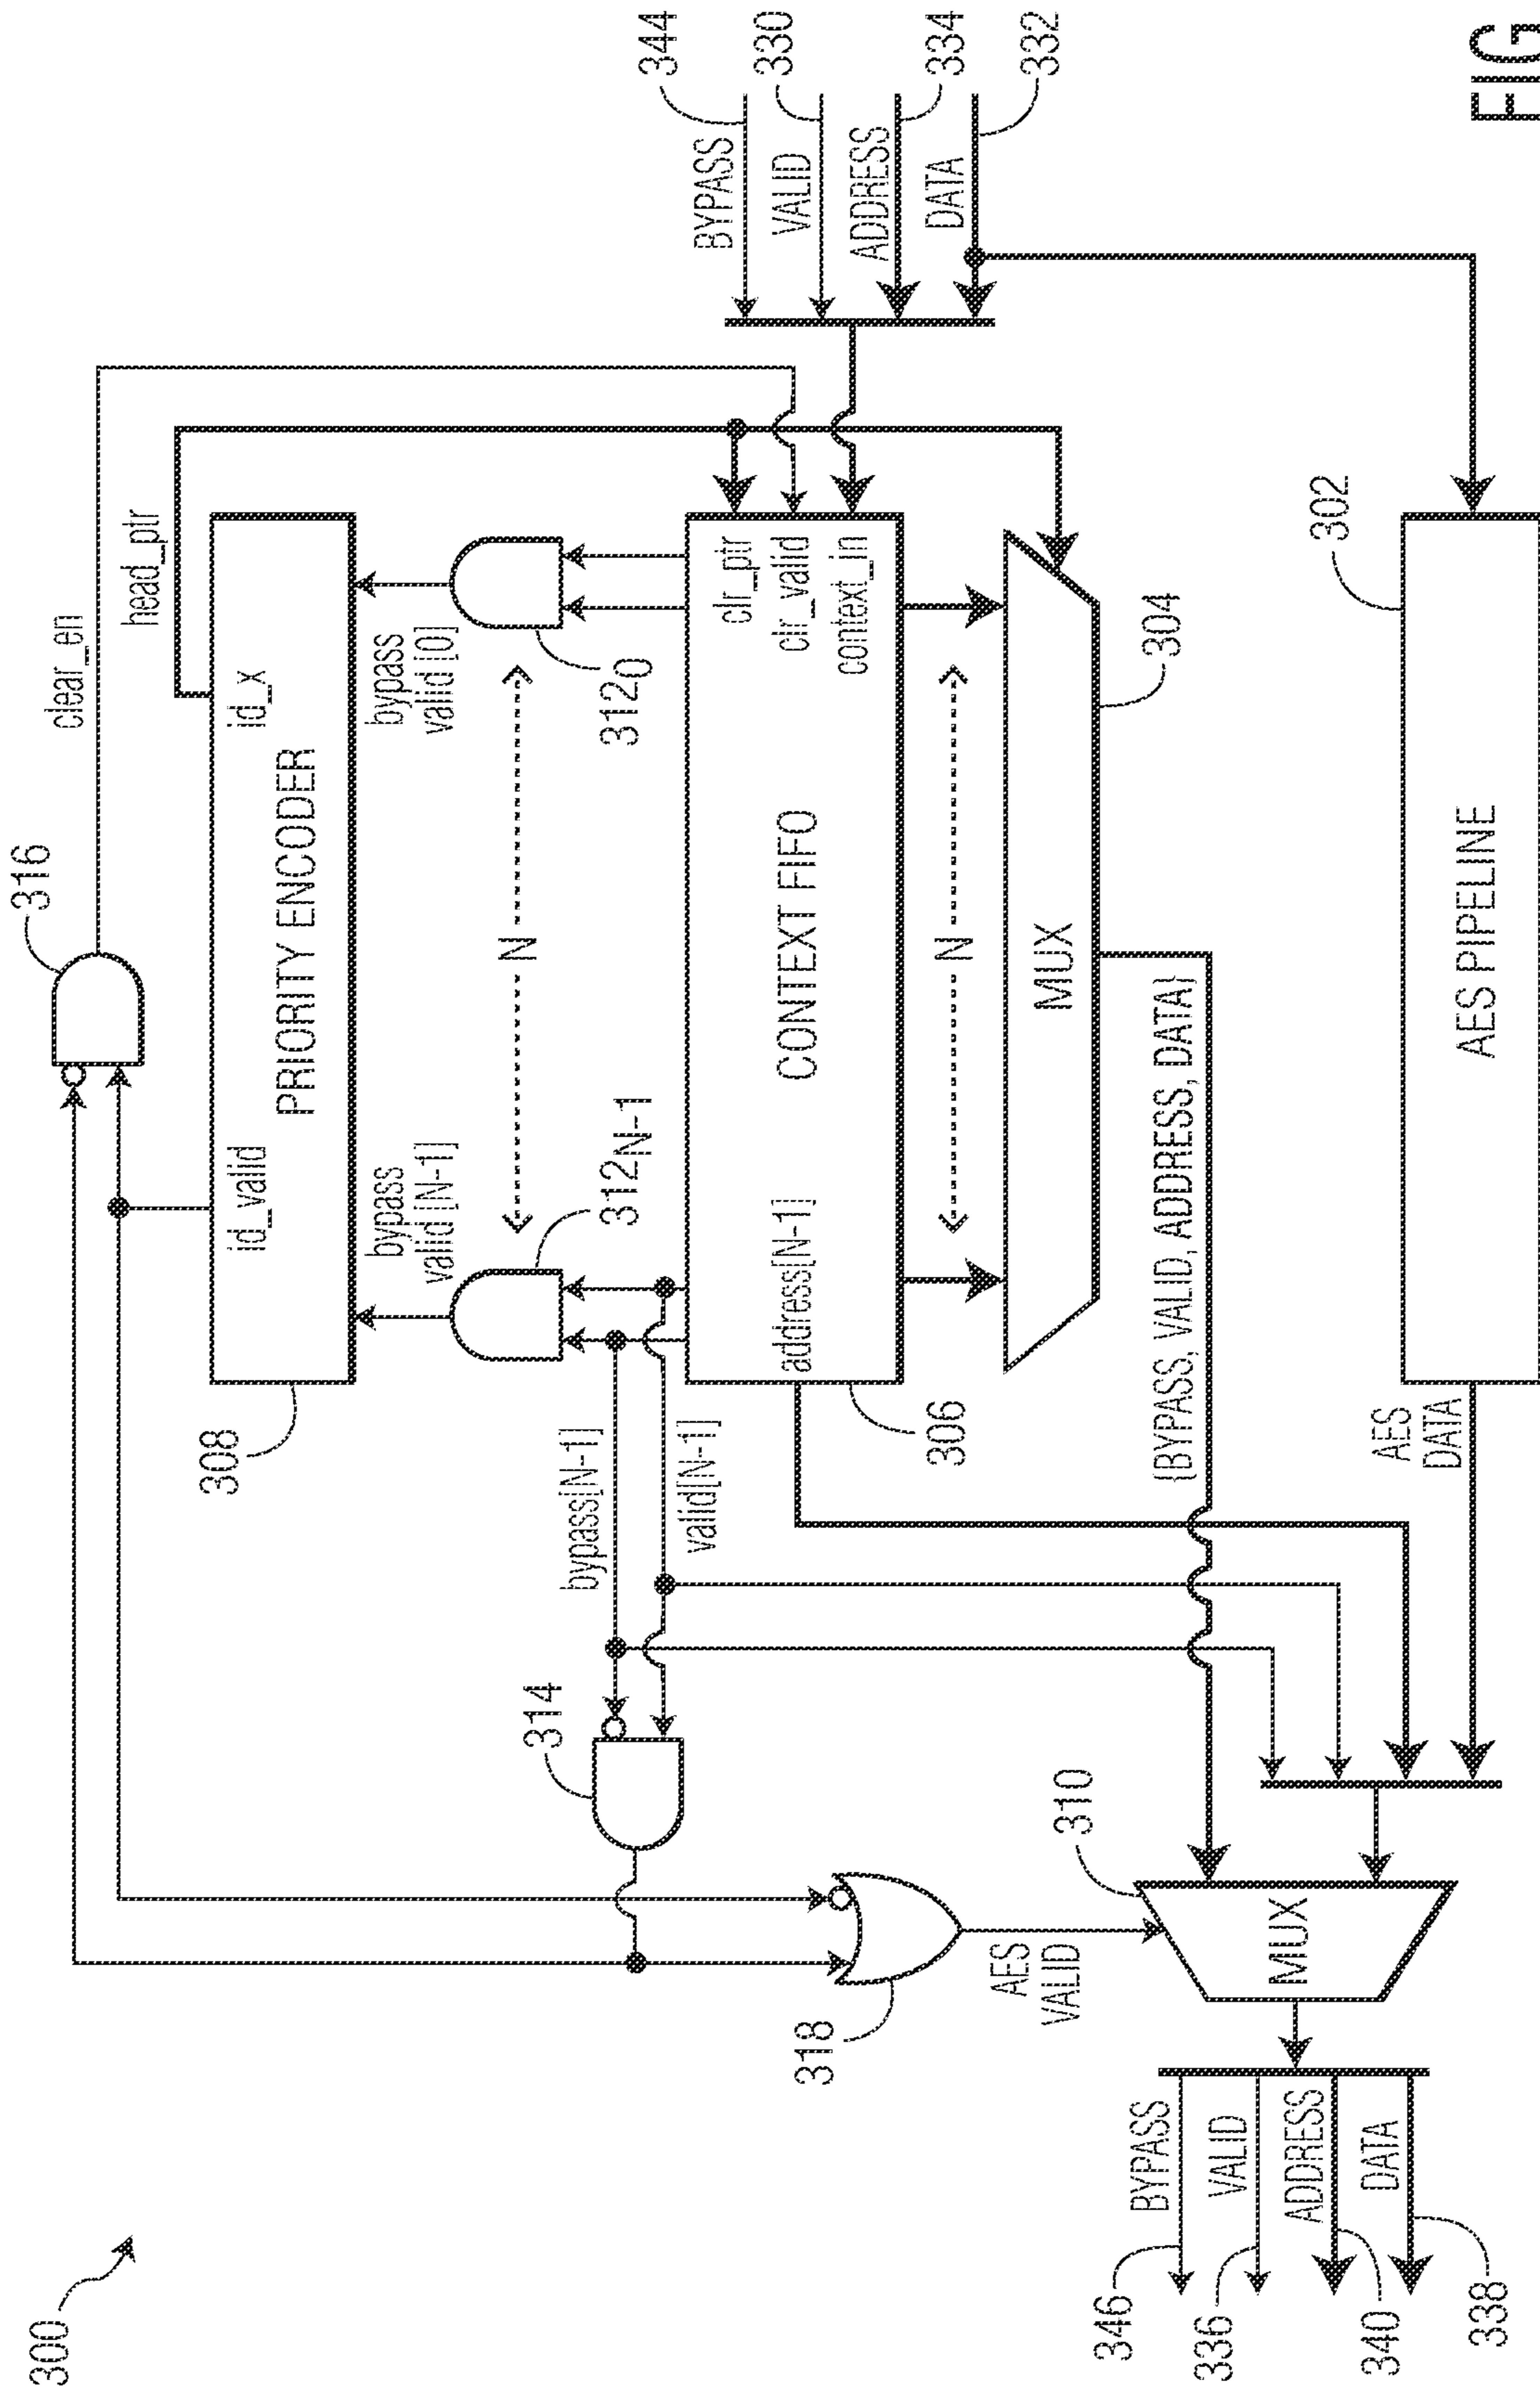 300
316
clear_en
head_ptr
id_valid
id_x
PRIORITY ENCODER
308
bypass
valid [N-1]
bypass
valid [0]
N
312N-1
3120
344
BYPASS
330
VALID
334
ADDRESS
332
DATA
314
bypass[N-1]
valid[N-1]
address[N-1]
CONTEXT FIFO
clr_ptr
clr_valid
context_in
306
N
MUX
304
318
AES
VALID
310
MUX
{BYPASS, VALID, ADDRESS, DATA}
302
AES PIPELINE
AES
DATA
346
BYPASS
336
VALID
340
ADDRESS
338
DATA
FIG